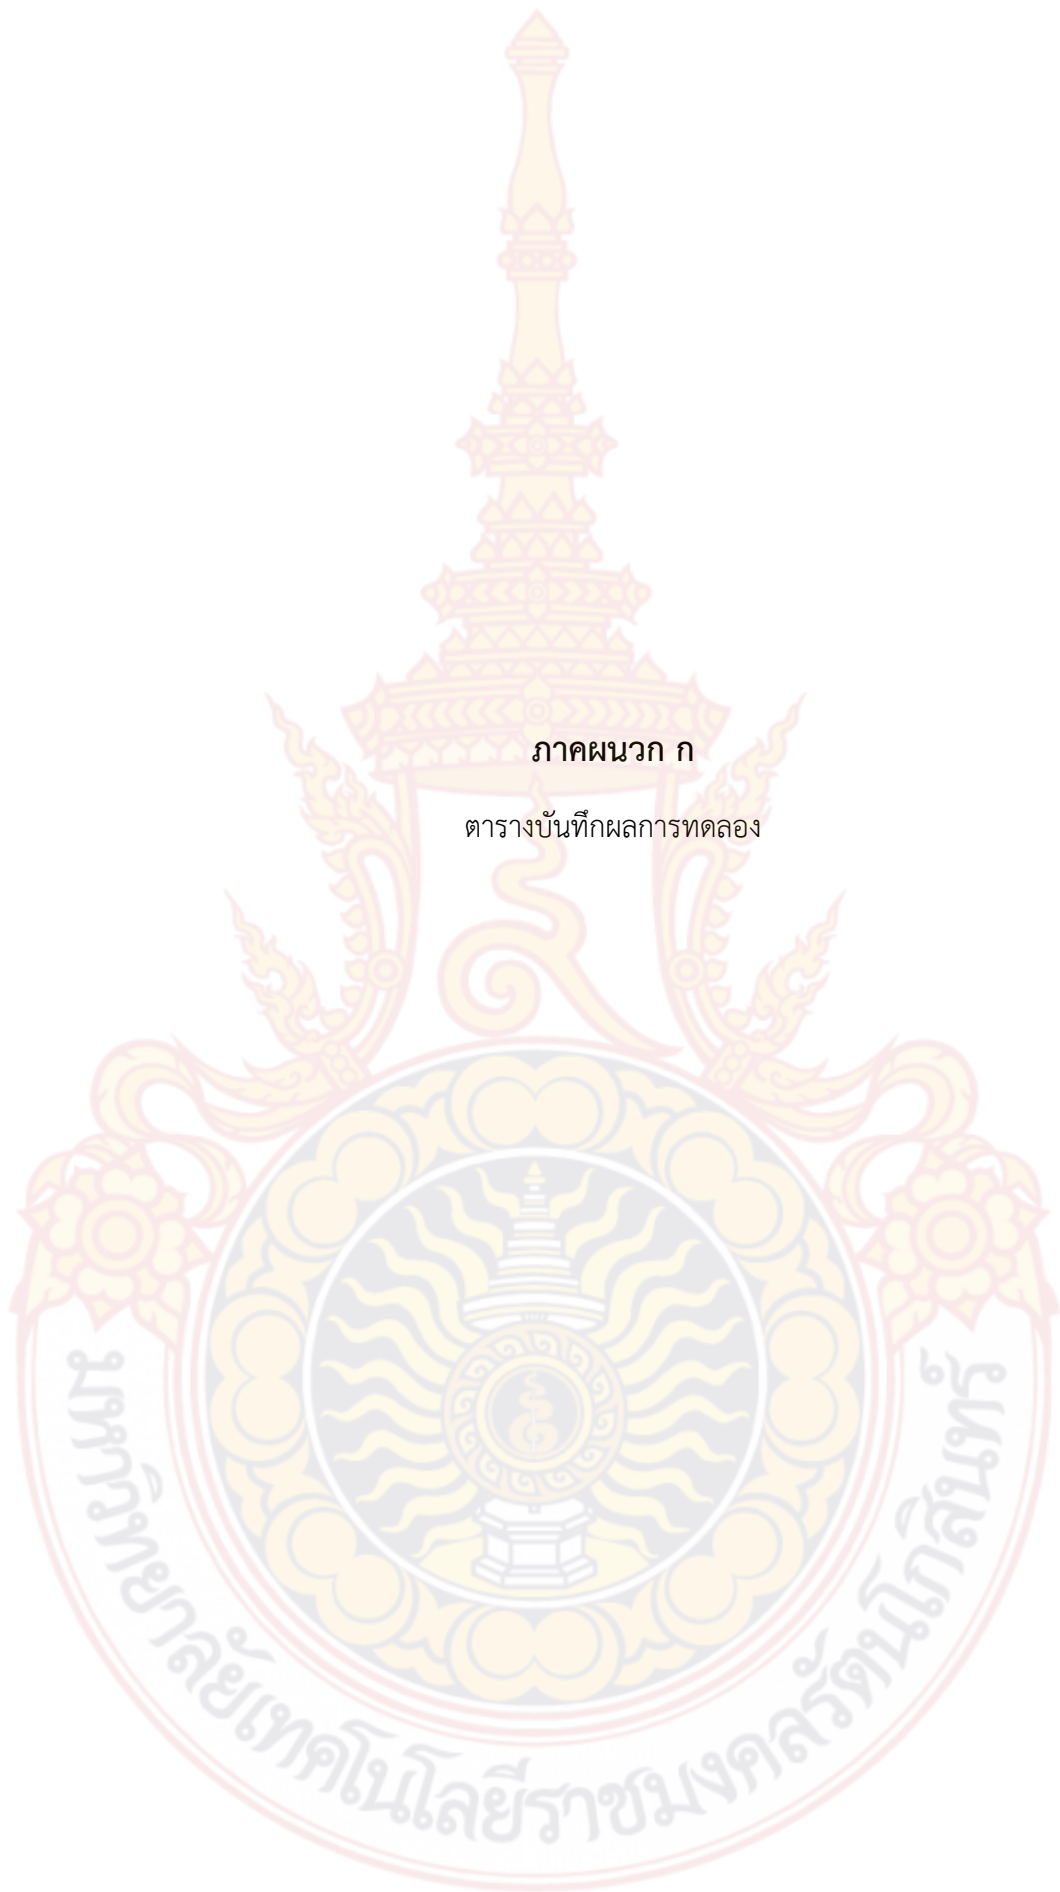 ภาคผนวก ก
ตารางบันทึกผลการทดลอง
มหาวิทยาลัยเทคโนโลยีราชมงคลรัตนโกสินทร์